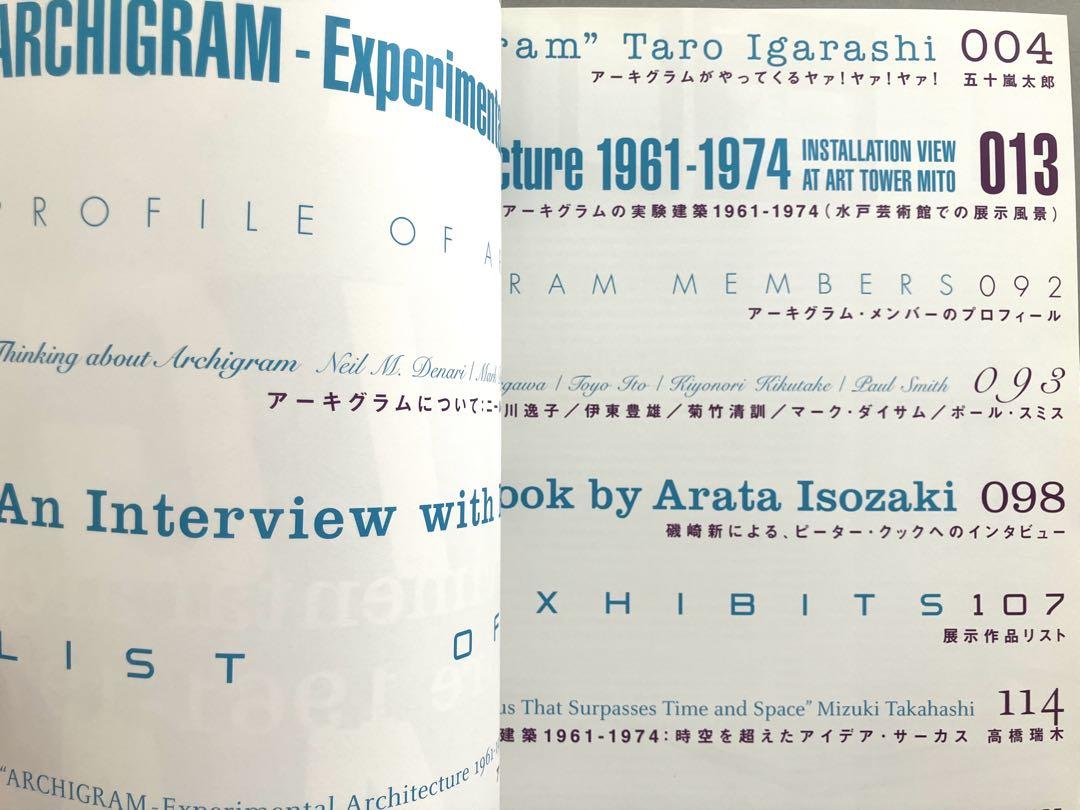 ram” Taro Igarashi 004
アーキグラムがやってくるヤァ!ヤァ!ヤァ! 五十嵐太郎
ARCHIGRAM - Experimenta
cture 1961-1974 INSTALLATION VIEW AT ART TOWER MITO 013
アーキグラムの実験建築1961-1974(水戸芸術館での展示風景)
PROFILE OF A
RAM MEMBERS 092
アーキグラム・メンバーのプロフィール
Thinking about Archigram Neil M. Denari | Mark
gawa | Toyo Ito | Kiyonori Kikutake | Paul Smith 093
アーキグラムについて:ニー
川逸子/伊東豊雄/菊竹清訓/マーク・ダイサム/ポール・スミス
An Interview with
ook by Arata Isozaki 098
磯崎新による、ピーター・クックへのインタビュー
LIST OF
XHIBITS 107
展示作品リスト
us That Surpasses Time and Space” Mizuki Takahashi 114
建築1961-1974:時空を超えたアイデア・サーカス 高橋瑞木
“ARCHIGRAM-Experimental Architecture 1961-